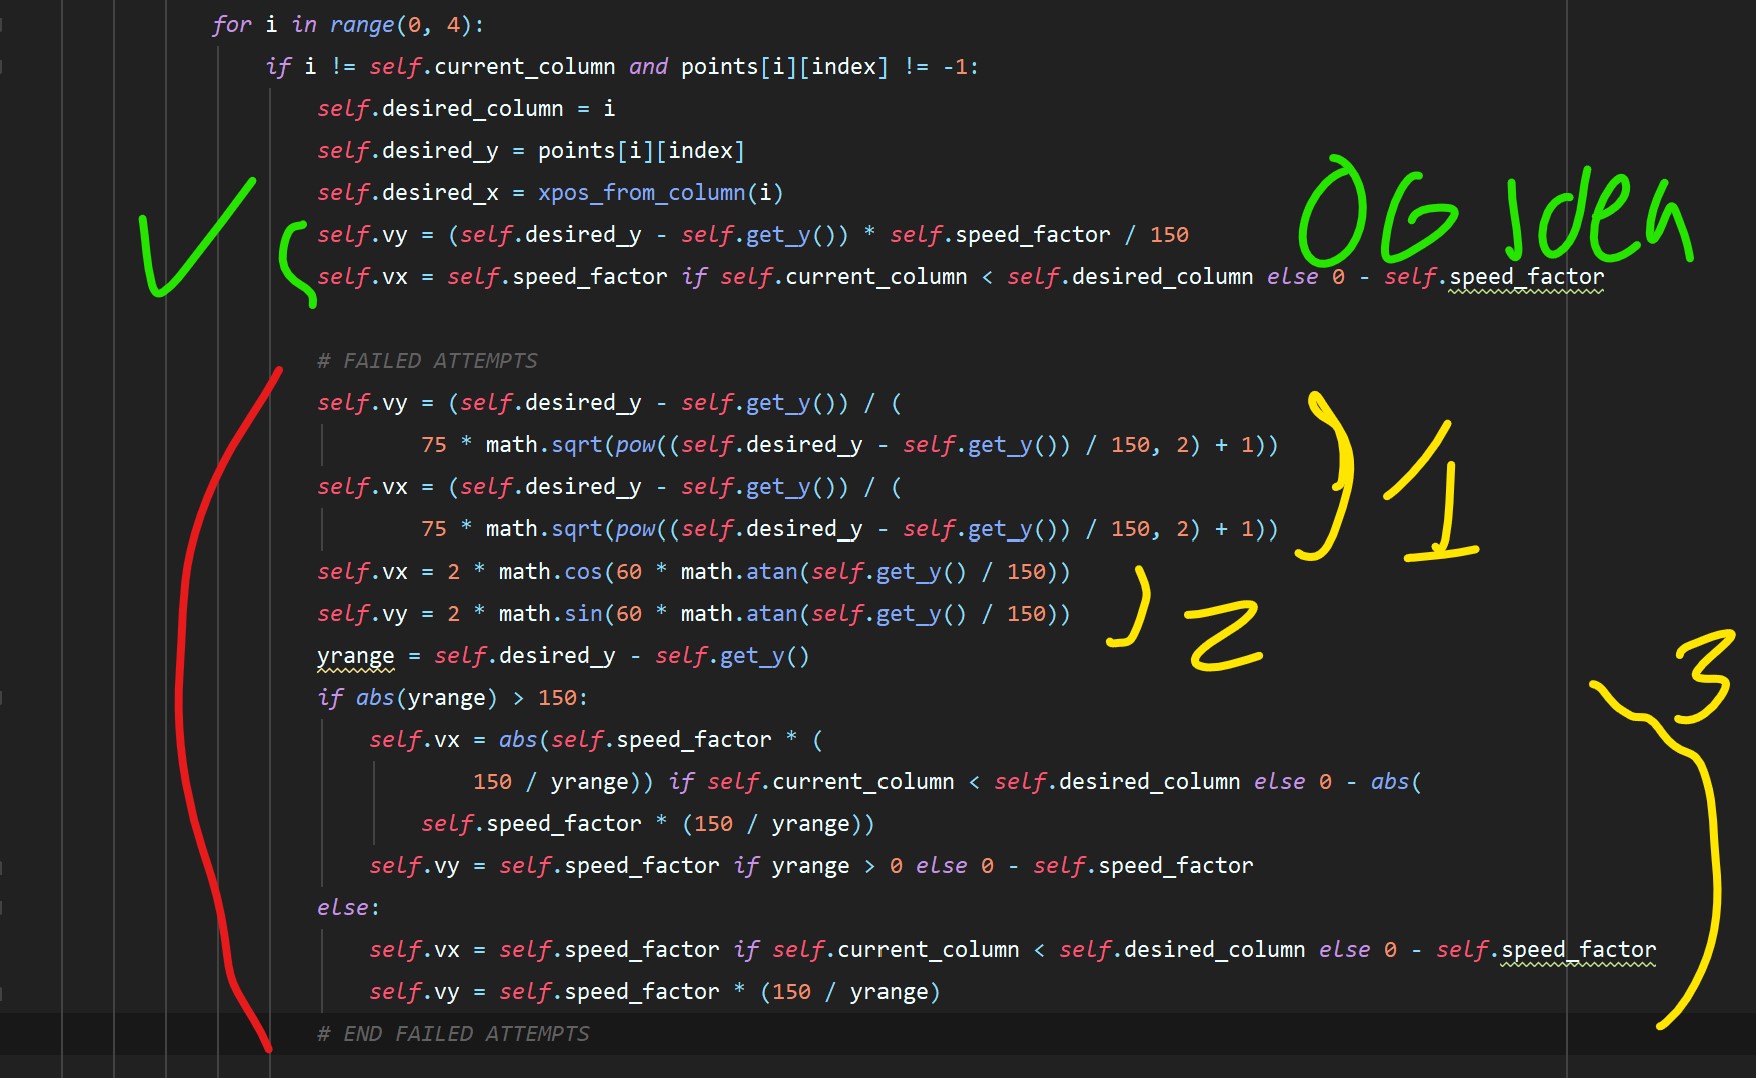 for i in range(0, 4):
if i != self.current_column and points[i][index] != -1:
self.desired_column = i
self.desired_y = points[i][index]
self.desired_x = xpos_from_column(i)
self.vy = (self.desired_y - self.get_y()) * self.speed_factor / 150
OG Idea
self.vx = self.speed_factor if self.current_column < self.desired_column else 0 - self.speed_factor
# FAILED ATTEMPTS
self.vy = (self.desired_y - self.get_y()) / (
75 * math.sqrt(pow((self.desired_y - self.get_y()) / 150, 2) + 1))
self.vx = (self.desired_y - self.get_y()) / (
75 * math.sqrt(pow((self.desired_y - self.get_y()) / 150, 2) + 1))
1
self.vx = 2 * math.cos(60 * math.atan(self.get_y() / 150))
self.vy = 2 * math.sin(60 * math.atan(self.get_y() / 150))
2
yrange = self.desired_y - self.get_y()
if abs(yrange) > 150:
3
self.vx = abs(self.speed_factor * (
150 / yrange)) if self.current_column < self.desired_column else 0 - abs(
self.speed_factor * (150 / yrange))
self.vy = self.speed_factor if yrange > 0 else 0 - self.speed_factor
else:
self.vx = self.speed_factor if self.current_column < self.desired_column else 0 - self.speed_factor
self.vy = self.speed_factor * (150 / yrange)
# END FAILED ATTEMPTS